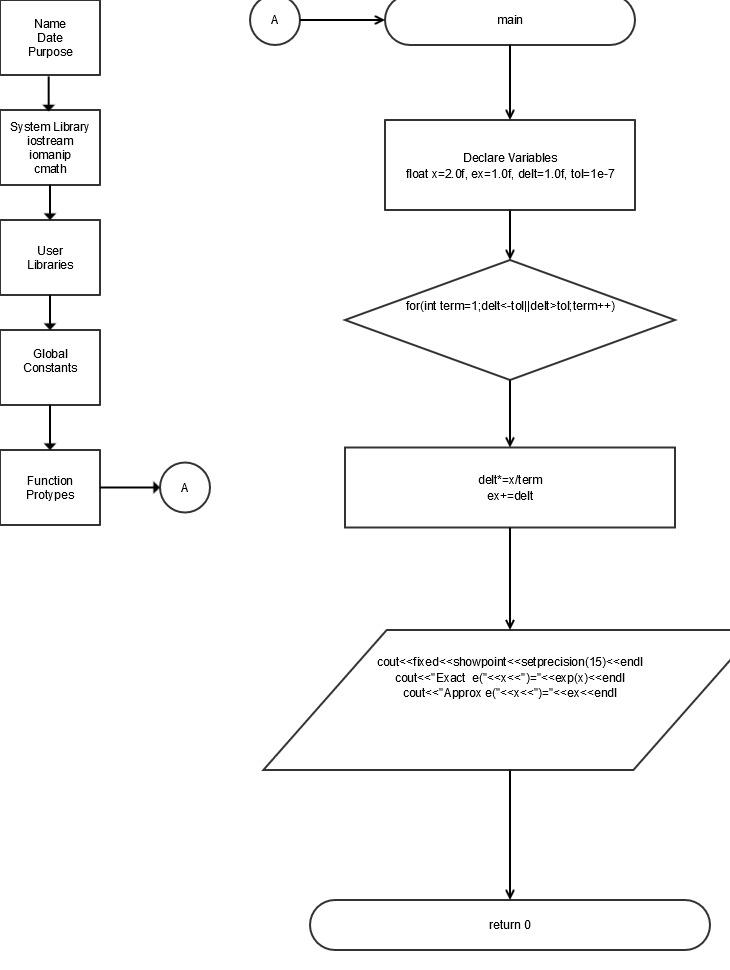 Name
Date
Purpose
System Library
iostream
iomanip
cmath
User
Libraries
Global
Constants
Function
Protypes
A
A
main
Declare Variables
float x=2.0f, ex=1.0f, delt=1.0f, tol=1e-7
for(int term=1;delt<-tol||delt>tol;term++)
delt*=x/term
ex+=delt
cout<<fixed<<showpoint<<setprecision(15)<<endl
cout<<"Exact  e("<<x<<")="<<exp(x)<<endl
cout<<"Approx e("<<x<<")="<<ex<<endl
return 0